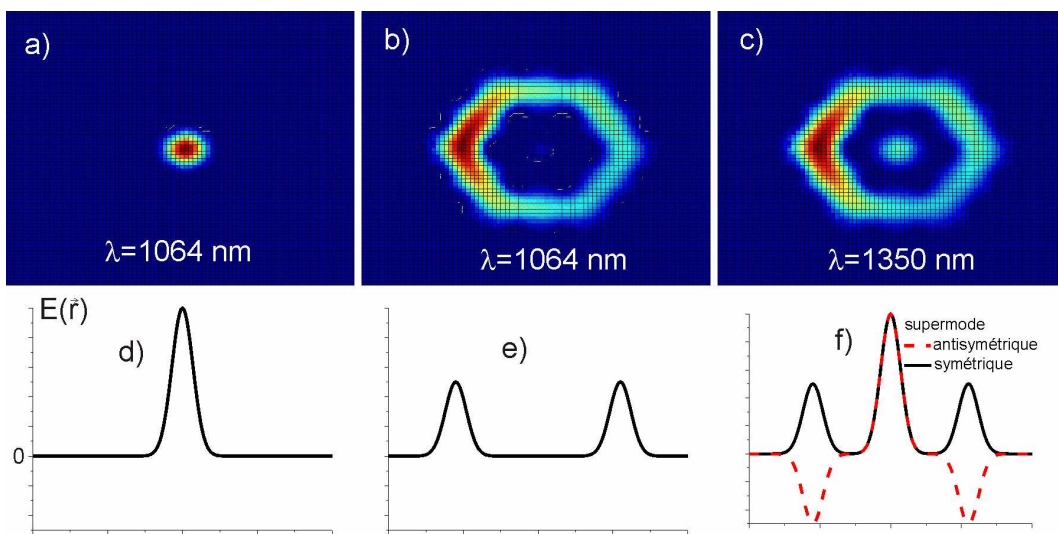 a)
λ=1064 nm
b)
λ=1064 nm
c)
λ=1350 nm
E(r⃗)
d)
0
e)
f)
supermode
antisymétrique
symétrique